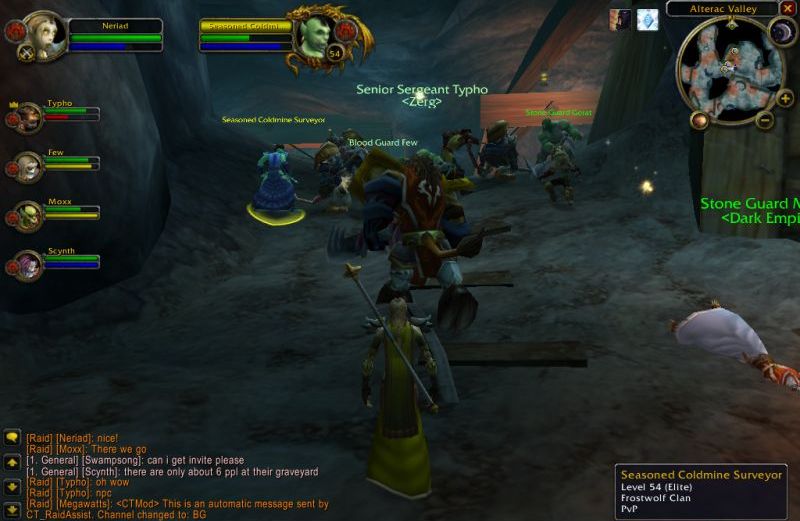 Neriad
Seasoned Coldmi
54
Alterac Valley
Typho
Few
Moxx
Scynth
Senior Sergeant Typho
<Zerg>
Seasoned Coldmine Surveyor
Stone Guard Gorat
Blood Guard Few
Stone Guard M
<Dark Empi
[Raid] [Neriad]: nice!
[Raid] [Moxx]: There we go
[1. General] [Swampsong]: can i get invite please
[1. General] [Scynth]: there are only about 6 ppl at their graveyard
[Raid] [Typho]: oh wow
[Raid] [Typho]: npc
[Raid] [Megawatts]: <CTMod> This is an automatic message sent by
CT_RaidAssist. Channel changed to: BG
Seasoned Coldmine Surveyor
Level 54 (Elite)
Frostwolf Clan
PvP